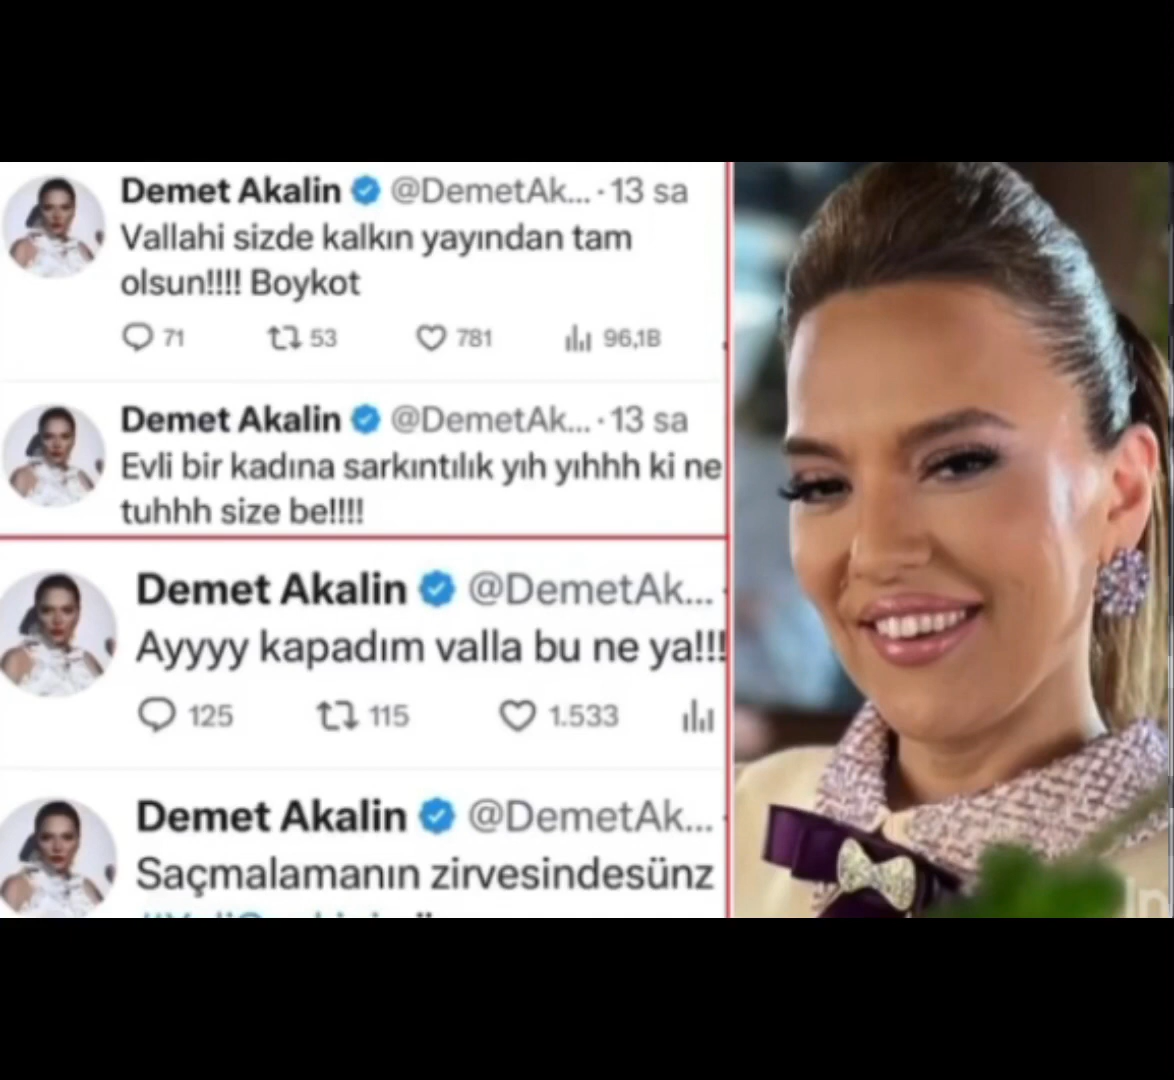 Demet Akalin @DemetAk... · 13 sa
Vallahi sizde kalkın yayından tam
olsun!!!! Boykot
71 53 781 96,1B
Demet Akalin @DemetAk... · 13 sa
Evli bir kadına sarkıntılık yıh yıhhh ki ne
tuhhh size be!!!!
Demet Akalin @DemetAk...
Ayyyy kapadım valla bu ne ya!!!
125 115 1.533
Demet Akalin @DemetAk...
Saçmalamanın zirvesindesünz